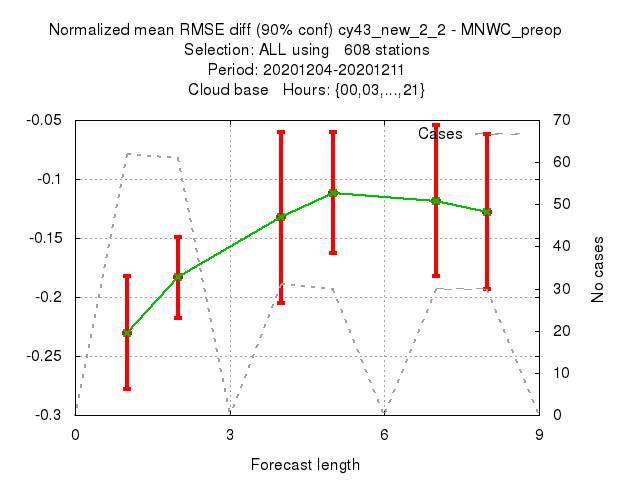 Normalized mean RMSE diff (90% conf) cy43_new_2_2 - MNWC_preop
Selection: ALL using 608 stations
Period: 20201204-20201211
Cloud base Hours: {00,03,...,21}
-0.05
-0.1
-0.15
-0.2
-0.25
-0.3
Cases
70
60
50
40
30
20
10
0
No cases
0 3 6 9
Forecast length